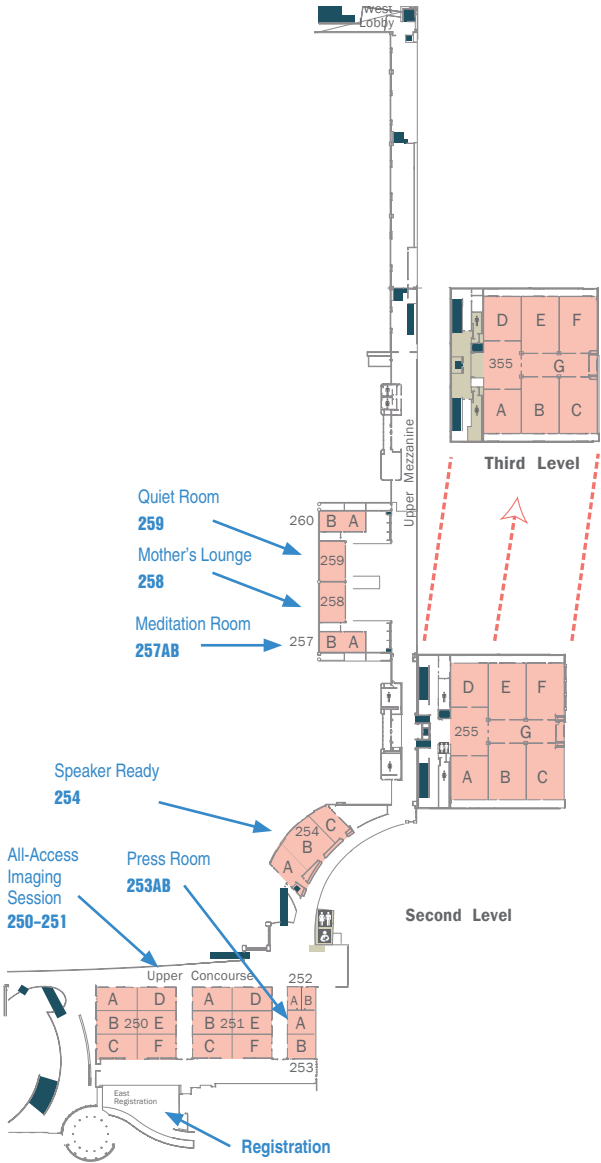 West
Lobby
D E F
355 G
A B C
Third Level
Upper Mezzanine
Quiet Room
259
260 B A
Mother's Lounge
258
259
258
Meditation Room
257AB
257 B A
D E F
255 G
A B C
Speaker Ready
254
254 C
B
A
All-Access
Imaging
Session
250–251
Press Room
253AB
Second Level
Upper Concourse
252
A D A D A B
B 250 E B 251 E A
C F C F B
253
East
Registration
Registration